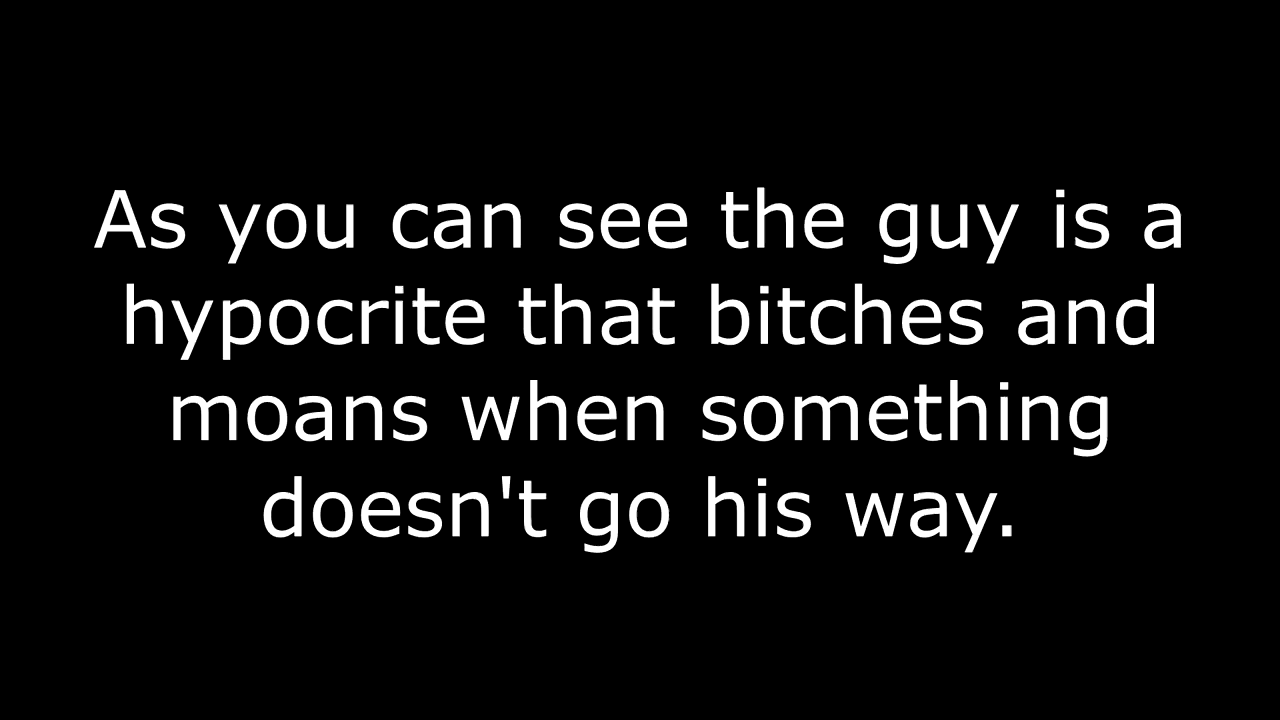 As you can see the guy is a
hypocrite that bitches and
moans when something
doesn't go his way.